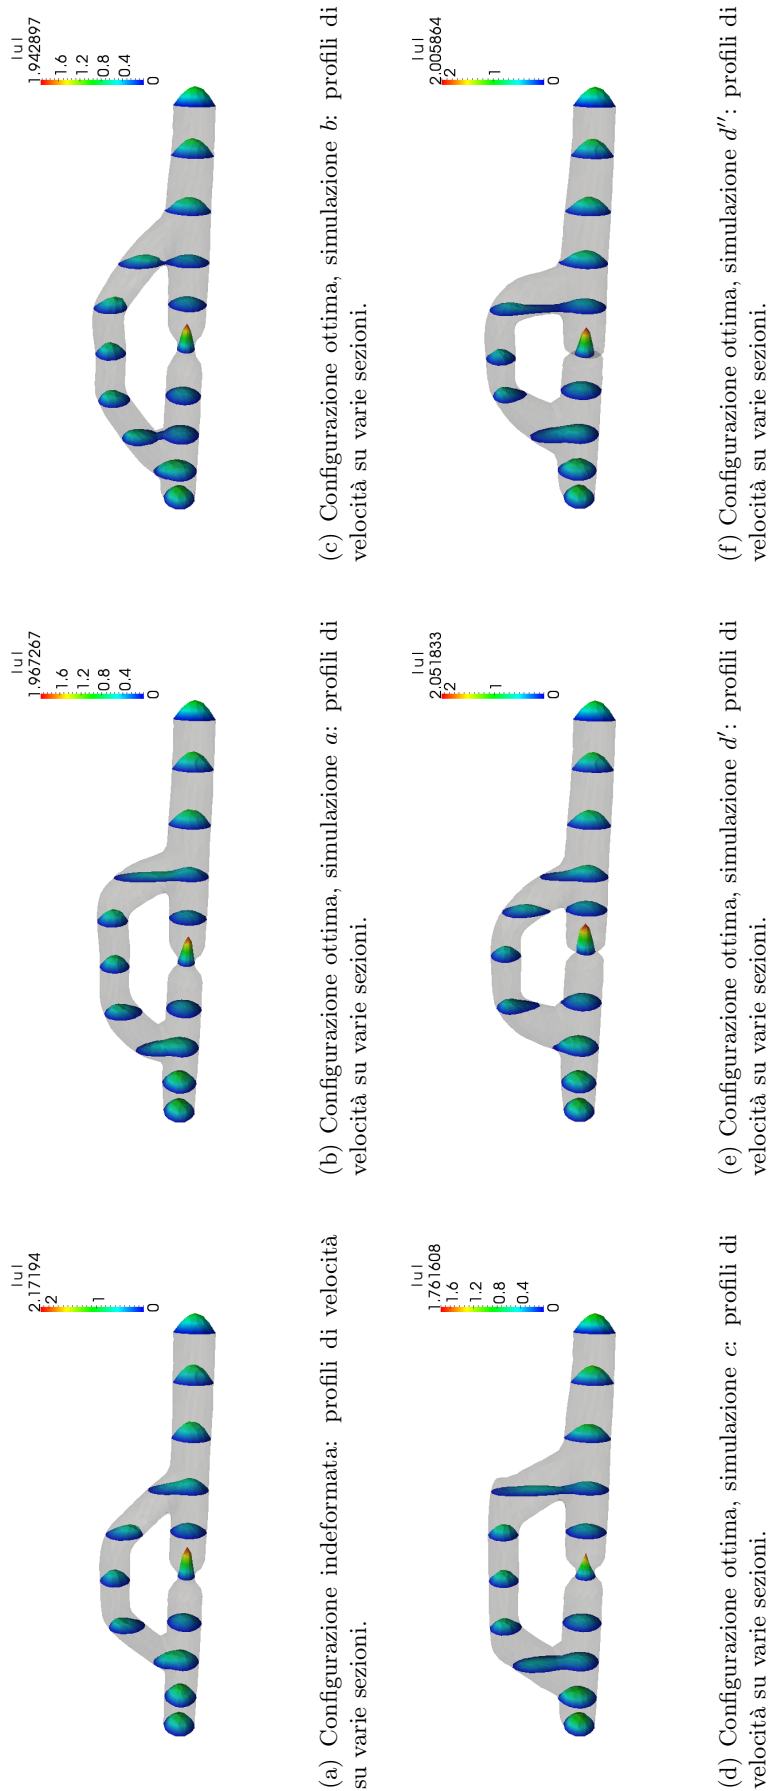 |u|
2.17194
2
1
0
(a) Configurazione indeformata: profili di velocità
su varie sezioni.
|u|
1.967267
1.6
1.2
0.8
0.4
0
(b) Configurazione ottima, simulazione a: profili di
velocità su varie sezioni.
|u|
1.942897
1.6
1.2
0.8
0.4
0
(c) Configurazione ottima, simulazione b: profili di
velocità su varie sezioni.
|u|
1.761608
1.6
1.2
0.8
0.4
0
(d) Configurazione ottima, simulazione c: profili di
velocità su varie sezioni.
|u|
2.051833
2
1
0
(e) Configurazione ottima, simulazione d′: profili di
velocità su varie sezioni.
|u|
2.005864
2
1
0
(f) Configurazione ottima, simulazione d′′: profili di
velocità su varie sezioni.